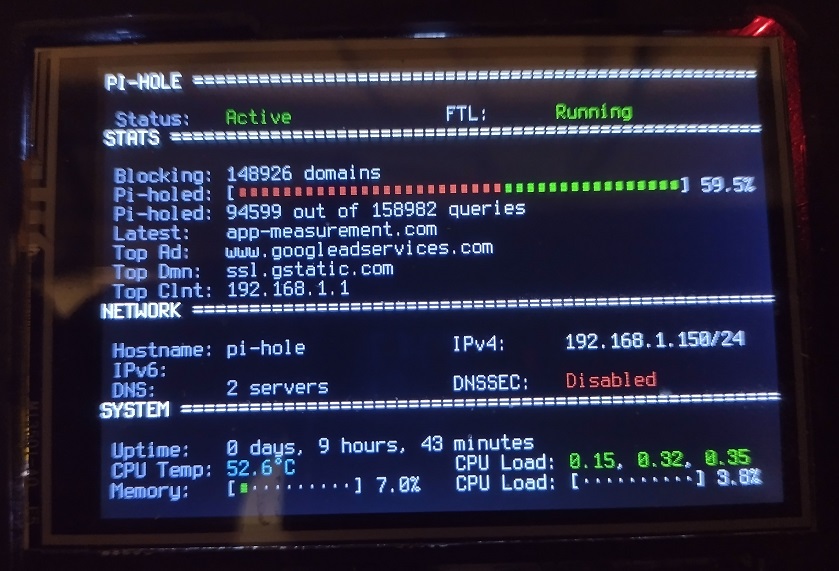 PI-HOLE ===================================================
Status: Active FTL: Running
STATS =====================================================
Blocking: 148926 domains
Pi-holed: [■■■■■■■■■■■■■■■■■■■■■■■■■■■■■■■■■■■■■■■■] 59.5%
Pi-holed: 94599 out of 158982 queries
Latest: app-measurement.com
Top Ad: www.googleadservices.com
Top Dmn: ssl.gstatic.com
Top Clnt: 192.168.1.1
NETWORK ===================================================
Hostname: pi-hole IPv4: 192.168.1.150/24
IPv6:
DNS: 2 servers DNSSEC: Disabled
SYSTEM ====================================================
Uptime: 0 days, 9 hours, 43 minutes
CPU Temp: 52.6°C CPU Load: 0.15, 0.32, 0.35
Memory: [■·········] 7.0% CPU Load: [··········] 3.8%